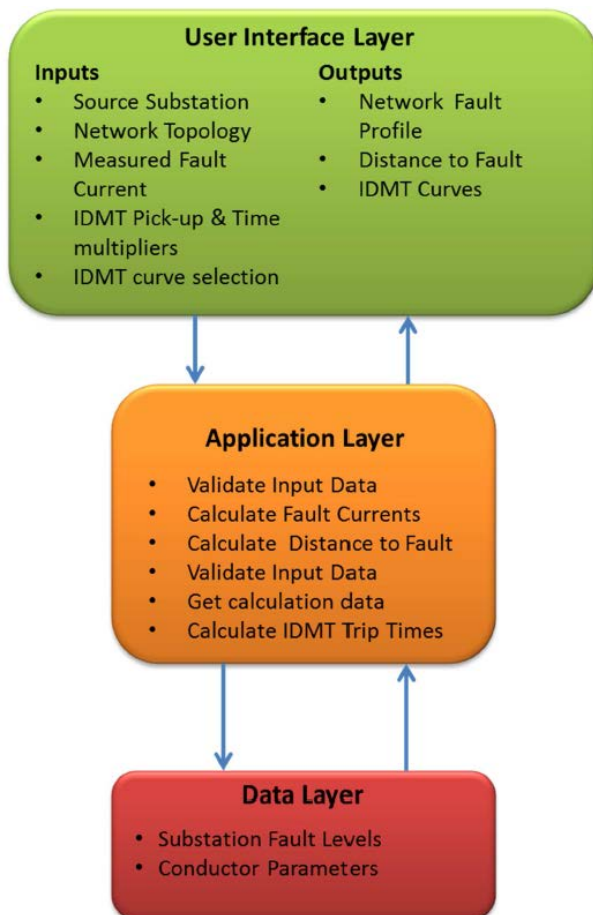 User Interface Layer
Inputs
• Source Substation
• Network Topology
• Measured Fault
Current
• IDMT Pick-up & Time
multipliers
• IDMT curve selection
Outputs
• Network Fault
Profile
• Distance to Fault
• IDMT Curves
Application Layer
• Validate Input Data
• Calculate Fault Currents
• Calculate Distance to Fault
• Validate Input Data
• Get calculation data
• Calculate IDMT Trip Times
Data Layer
• Substation Fault Levels
• Conductor Parameters